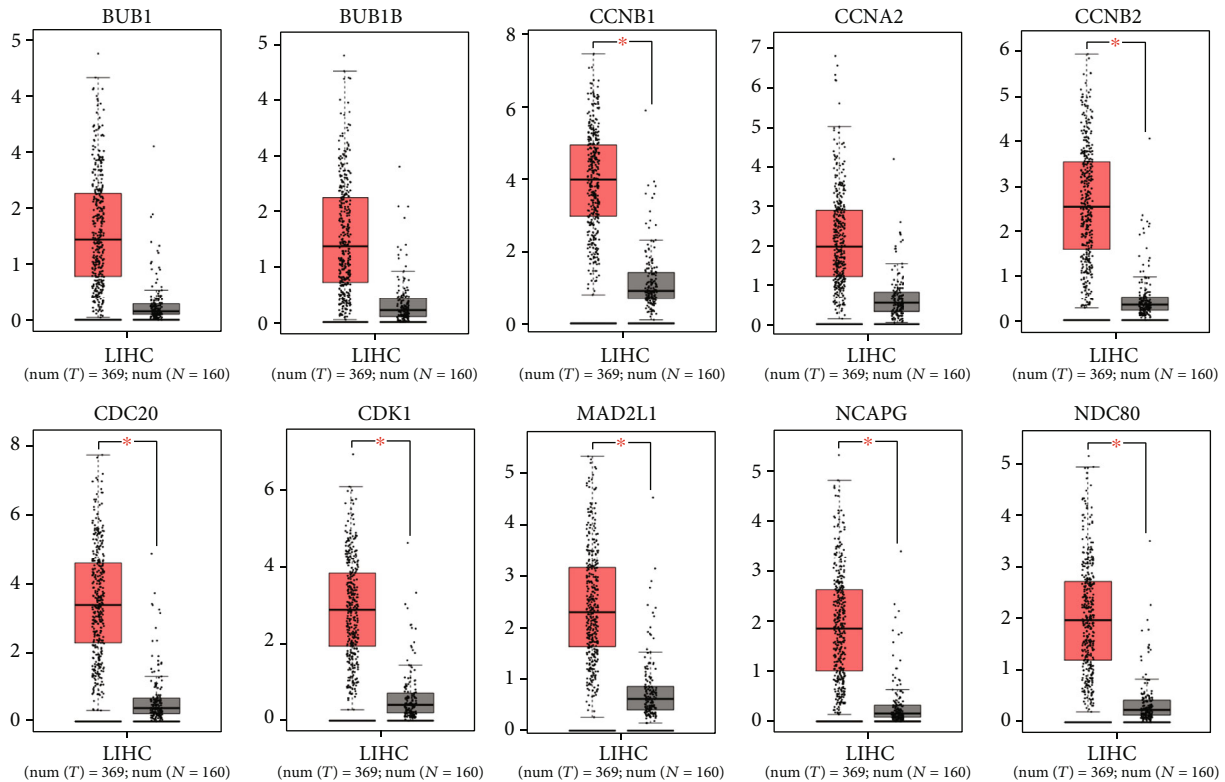 BUB1
5
4
4
2
1
0
LIHC
(num (T) = 369; num (N = 160)
BUB1B
5
4
4
2
1
0
LIHC
(num (T) = 369; num (N = 160)
CCNB1
*
8
6
4
2
0
LIHC
(num (T) = 369; num (N = 160)
CCNA2
7
6
5
4
3
2
1
0
LIHC
(num (T) = 369; num (N = 160)
CCNB2
*
6
5
4
3
2
1
0
LIHC
(num (T) = 369; num (N = 160)
CDC20
*
8
6
4
2
0
LIHC
(num (T) = 369; num (N = 160)
CDK1
*
6
4
2
0
LIHC
(num (T) = 369; num (N = 160)
MAD2L1
*
5
4
3
2
1
0
LIHC
(num (T) = 369; num (N = 160)
NCAPG
*
5
4
3
2
1
0
LIHC
(num (T) = 369; num (N = 160)
NDC80
*
5
4
3
2
1
0
LIHC
(num (T) = 369; num (N = 160)